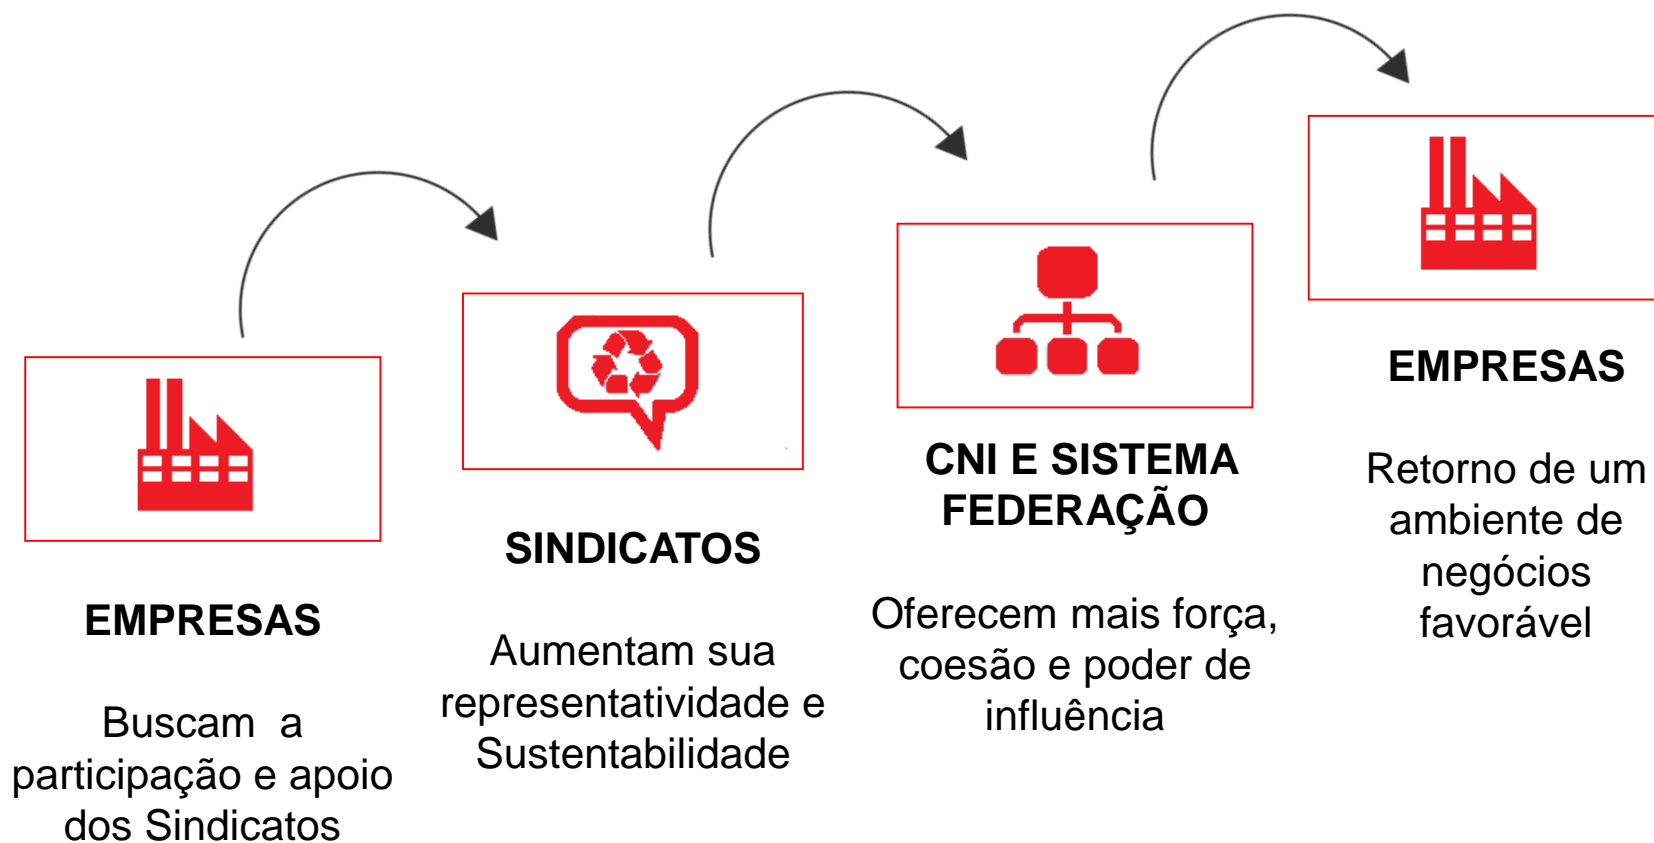 EMPRESAS
Buscam a
participação e apoio
dos Sindicatos
SINDICATOS
Aumentam sua
representatividade e
Sustentabilidade
CNI E SISTEMA
FEDERAÇÃO
Oferecem mais força,
coesão e poder de
influência
EMPRESAS
Retorno de um
ambiente de
negócios
favorável